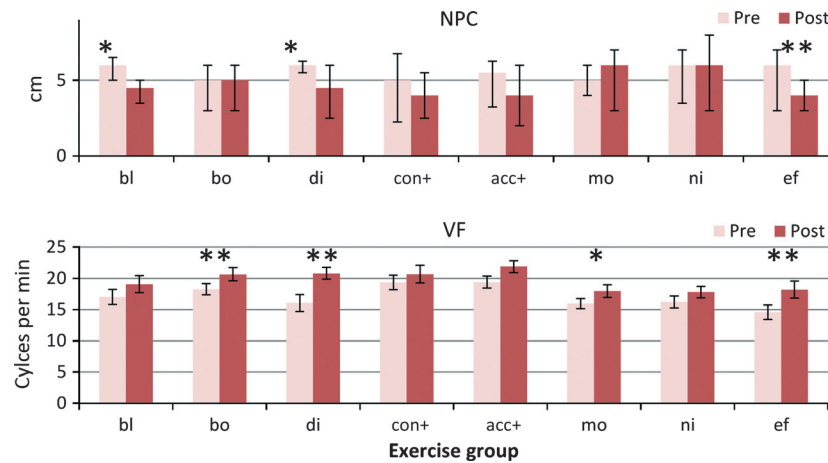 NPC
Pre Post
* * **
cm
5
0
bl bo di con+ acc+ mo ni ef
VF
Pre Post
** ** * **
Cylces per min
25
20
15
10
5
0
bl bo di con+ acc+ mo ni ef
Exercise group